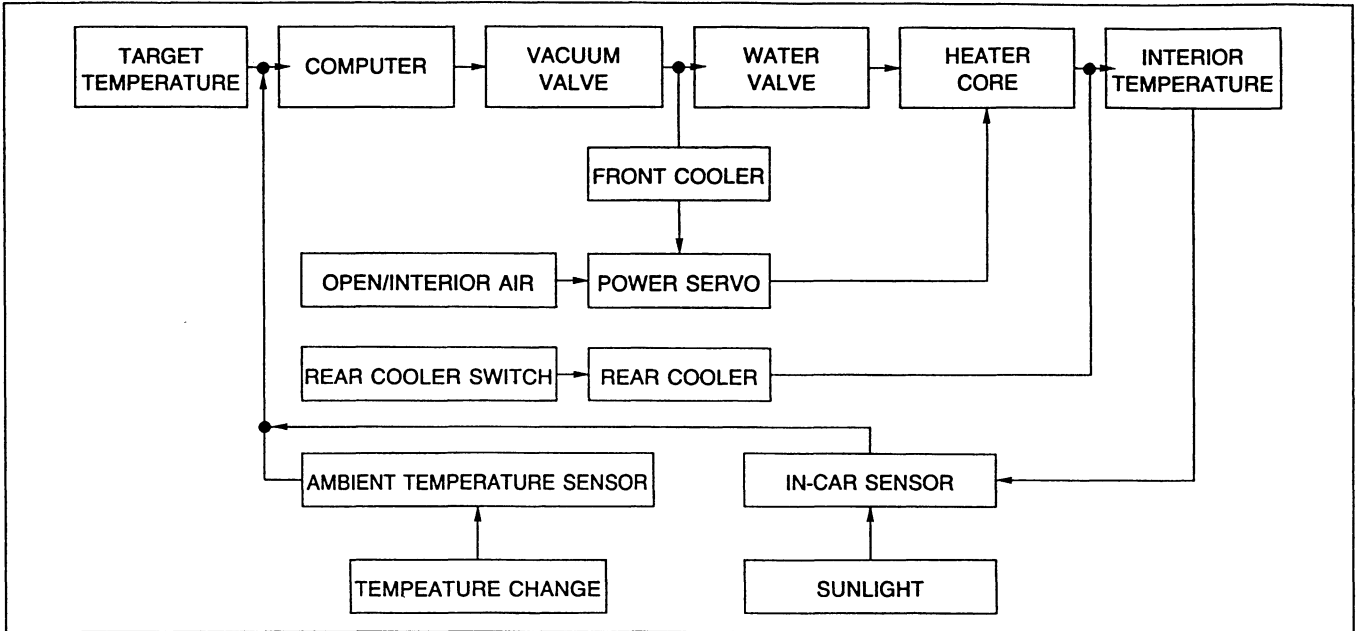 TARGET
TEMPERATURE
COMPUTER
VACUUM
VALVE
WATER
VALVE
HEATER
CORE
INTERIOR
TEMPERATURE
FRONT COOLER
OPEN/INTERIOR AIR
POWER SERVO
REAR COOLER SWITCH
REAR COOLER
AMBIENT TEMPERATURE SENSOR
IN-CAR SENSOR
TEMPEATURE CHANGE
SUNLIGHT